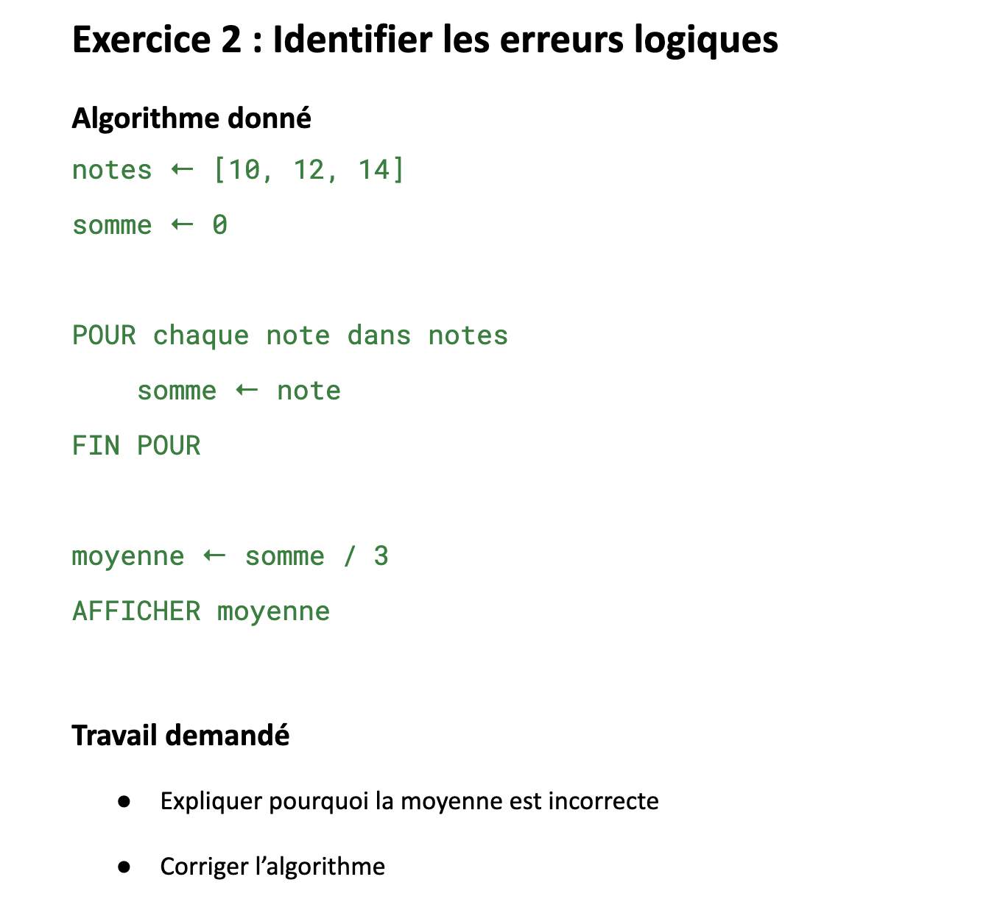 Exercice 2 : Identifier les erreurs logiques
Algorithme donné
notes ← [10, 12, 14]
somme ← 0
POUR chaque note dans notes
    somme ← note
FIN POUR
moyenne ← somme / 3
AFFICHER moyenne
Travail demandé
● Expliquer pourquoi la moyenne est incorrecte
● Corriger l’algorithme